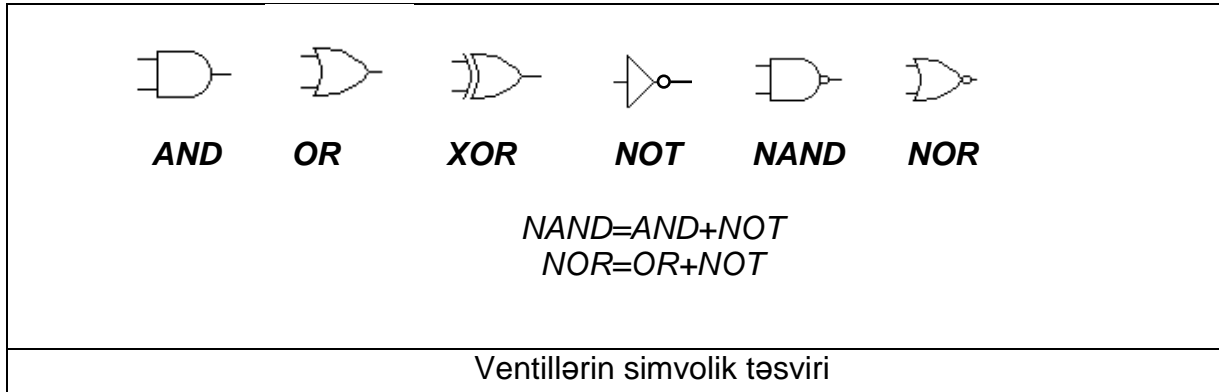 AND OR XOR NOT NAND NOR
NAND=AND+NOT
NOR=OR+NOT
Ventillərin simvolik təsviri